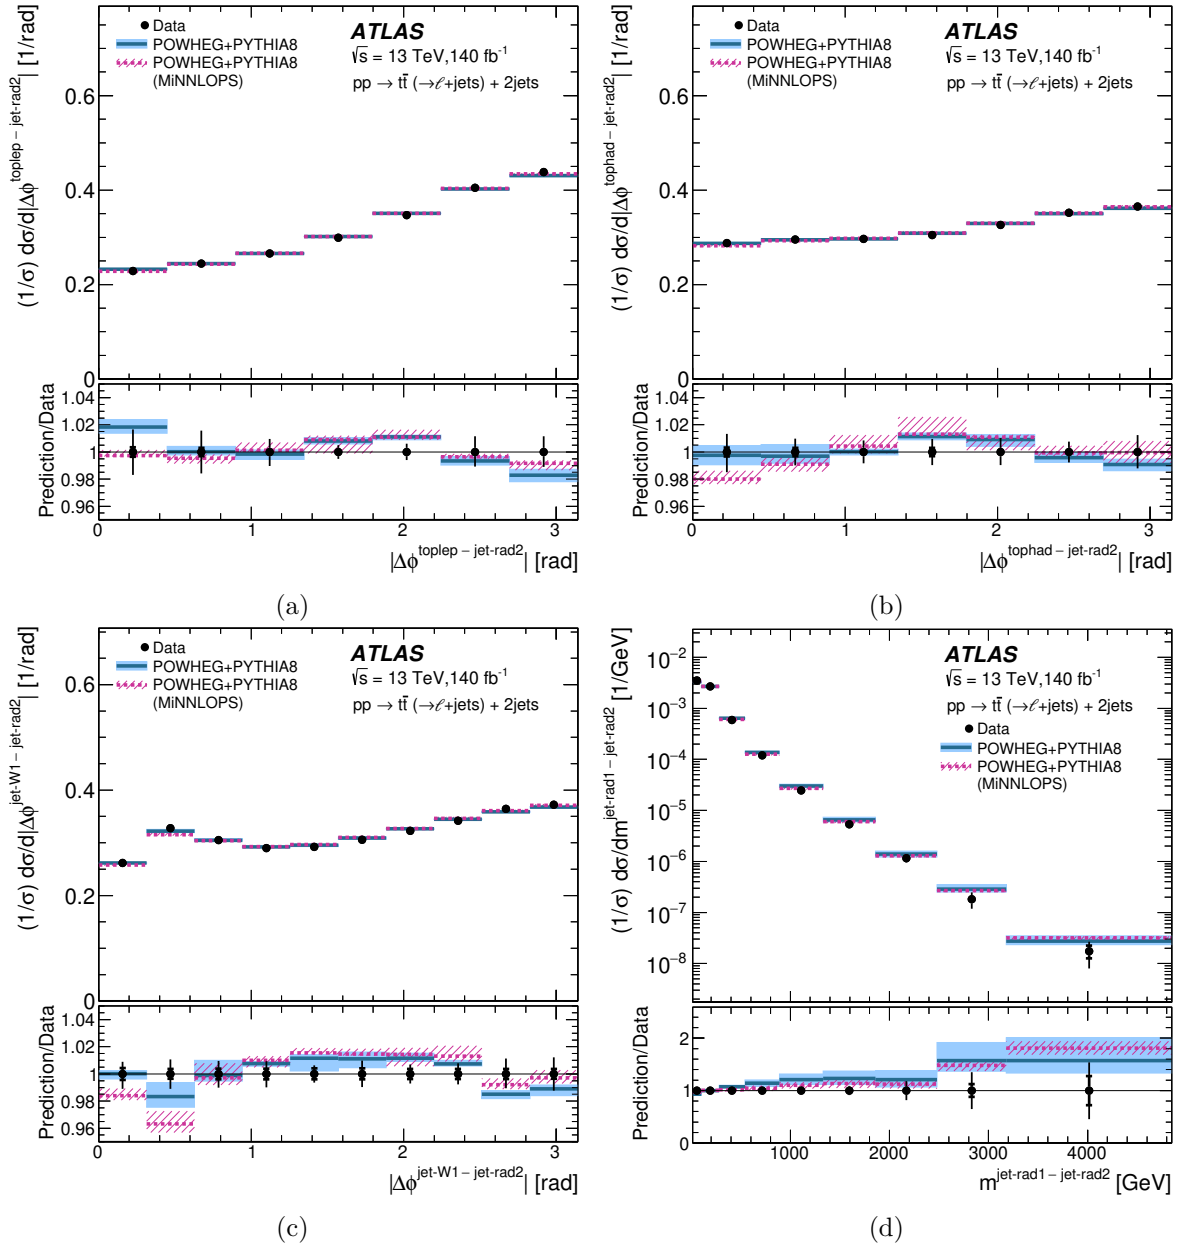 (1/σ) dσ/d|Δϕ^toplep – jet-rad2| [1/rad]
Data
POWHEG+PYTHIA8
POWHEG+PYTHIA8
(MiNNLOPS)
ATLAS
√s = 13 TeV,140 fb⁻¹
pp → tt̄ (→ℓ+jets) + 2jets
0.6
0.4
0.2
0
Prediction/Data
1.04
1.02
1
0.98
0.96
0 1 2 3
|Δϕ^toplep – jet-rad2| [rad]
(a)
(1/σ) dσ/d|Δϕ^tophad – jet-rad2| [1/rad]
Data
POWHEG+PYTHIA8
POWHEG+PYTHIA8
(MiNNLOPS)
ATLAS
√s = 13 TeV,140 fb⁻¹
pp → tt̄ (→ℓ+jets) + 2jets
0.6
0.4
0.2
0
Prediction/Data
1.04
1.02
1
0.98
0.96
0 1 2 3
|Δϕ^tophad – jet-rad2| [rad]
(b)
(1/σ) dσ/d|Δϕ^jet-W1 – jet-rad2| [1/rad]
Data
POWHEG+PYTHIA8
POWHEG+PYTHIA8
(MiNNLOPS)
ATLAS
√s = 13 TeV,140 fb⁻¹
pp → tt̄ (→ℓ+jets) + 2jets
0.6
0.4
0.2
0
Prediction/Data
1.04
1.02
1
0.98
0.96
0 1 2 3
|Δϕ^jet-W1 – jet-rad2| [rad]
(c)
(1/σ) dσ/dm^jet-rad1 – jet-rad2 [1/GeV]
ATLAS
√s = 13 TeV,140 fb⁻¹
pp → tt̄ (→ℓ+jets) + 2jets
Data
POWHEG+PYTHIA8
POWHEG+PYTHIA8
(MiNNLOPS)
10⁻²
10⁻³
10⁻⁴
10⁻⁵
10⁻⁶
10⁻⁷
10⁻⁸
Prediction/Data
2
1
0
1000 2000 3000 4000
m^jet-rad1 – jet-rad2 [GeV]
(d)